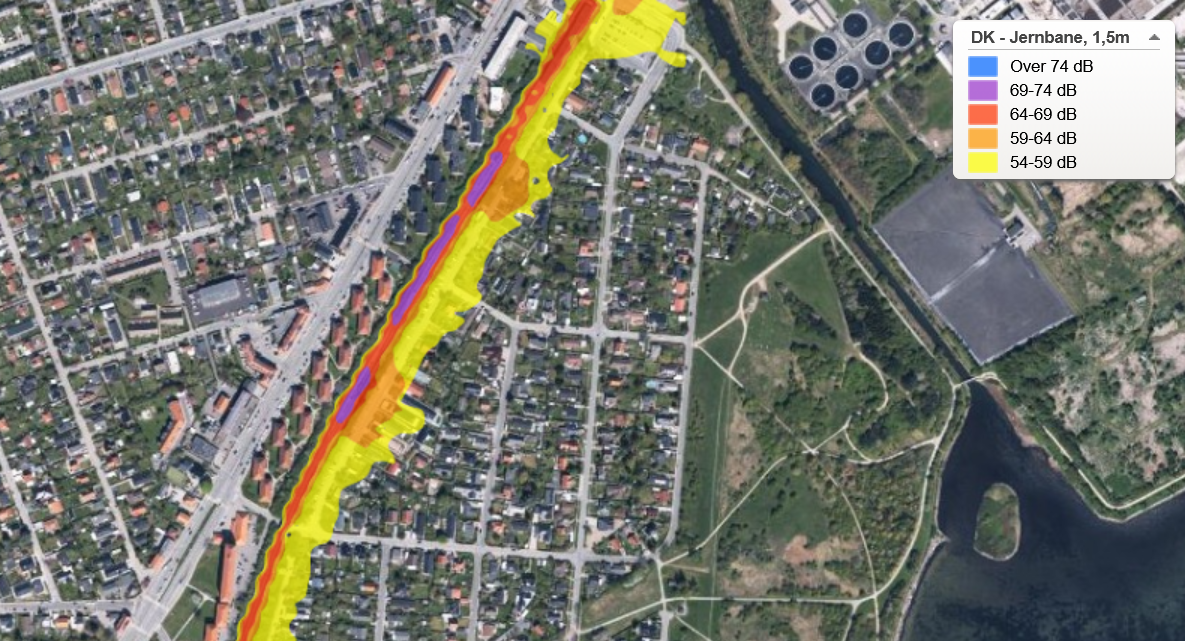 DK - Jernbane, 1,5m
Over 74 dB
69-74 dB
64-69 dB
59-64 dB
54-59 dB